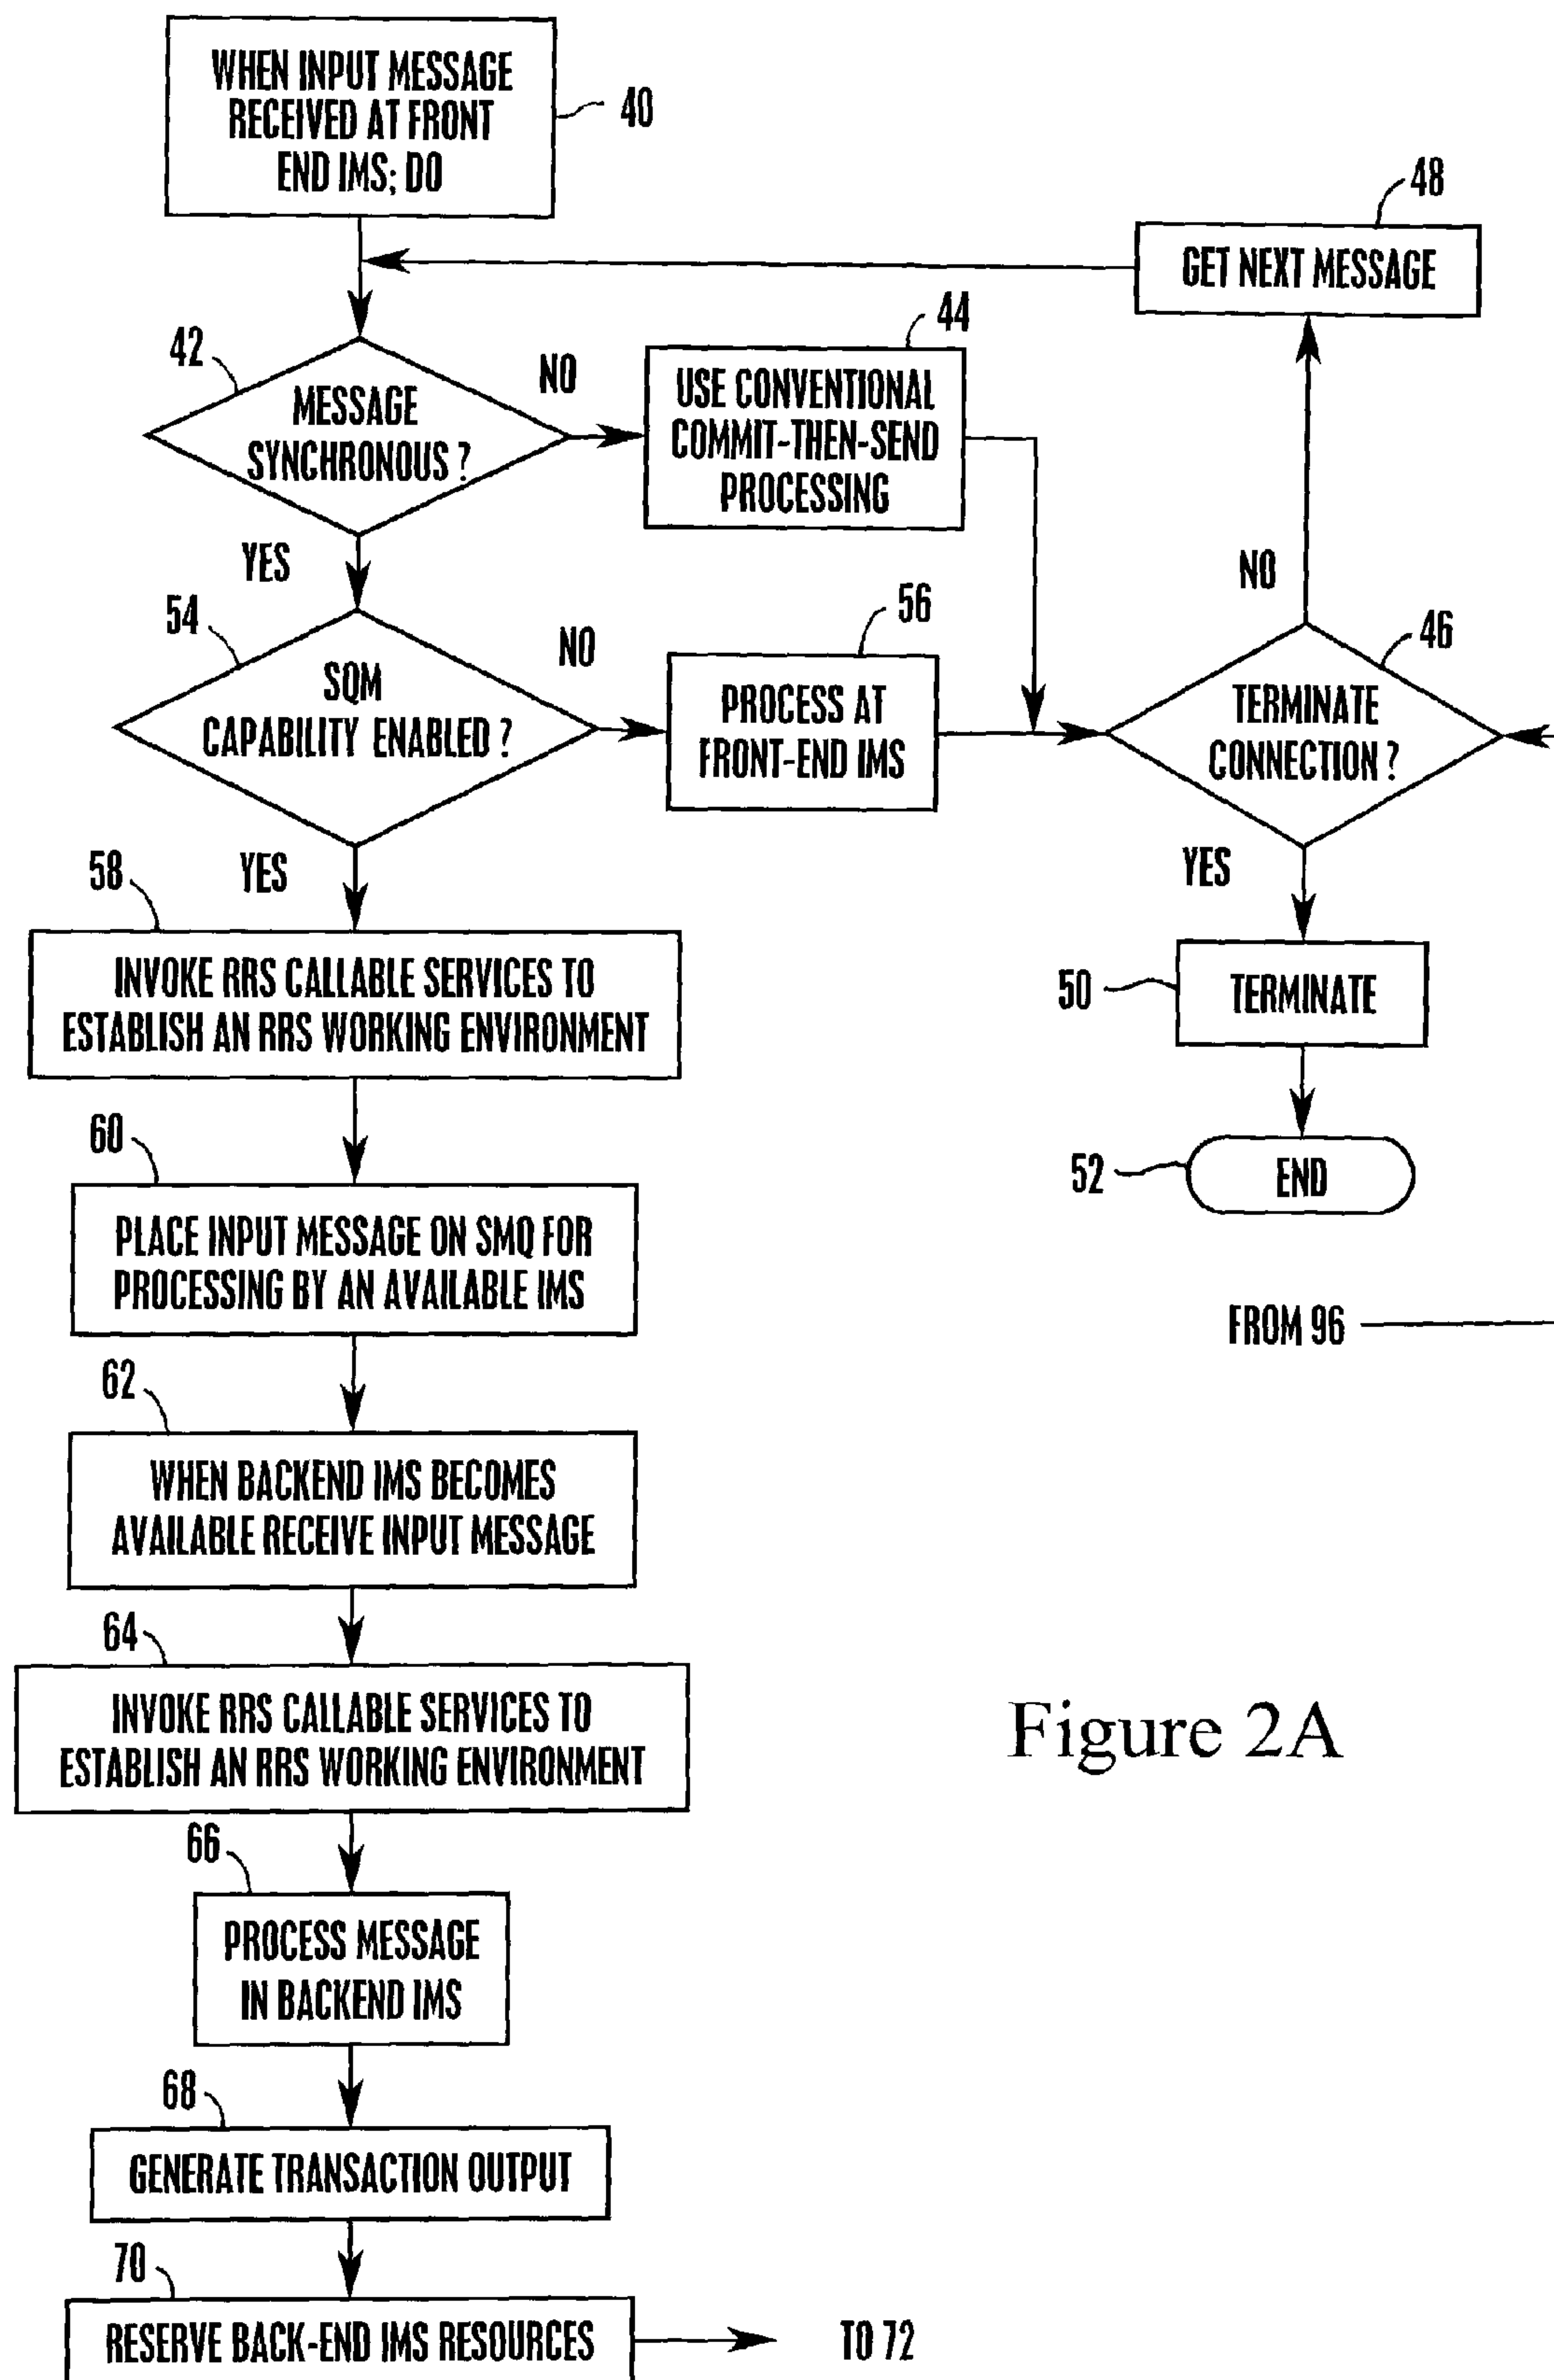 WHEN INPUT MESSAGE
RECEIVED AT FRONT
END IMS; DO
40
48
GET NEXT MESSAGE
42
MESSAGE
SYNCHRONOUS ?
NO
44
USE CONVENTIONAL
COMMIT-THEN-SEND
PROCESSING
YES
54
SQM
CAPABILITY ENABLED ?
NO
56
PROCESS AT
FRONT-END IMS
NO
46
TERMINATE
CONNECTION ?
YES
50
TERMINATE
52
END
FROM 96
YES
58
INVOKE RRS CALLABLE SERVICES TO
ESTABLISH AN RRS WORKING ENVIRONMENT
60
PLACE INPUT MESSAGE ON SMQ FOR
PROCESSING BY AN AVAILABLE IMS
62
WHEN BACKEND IMS BECOMES
AVAILABLE RECEIVE INPUT MESSAGE
64
INVOKE RRS CALLABLE SERVICES TO
ESTABLISH AN RRS WORKING ENVIRONMENT
Figure 2A
66
PROCESS MESSAGE
IN BACKEND IMS
68
GENERATE TRANSACTION OUTPUT
70
RESERVE BACK-END IMS RESOURCES
TO 72